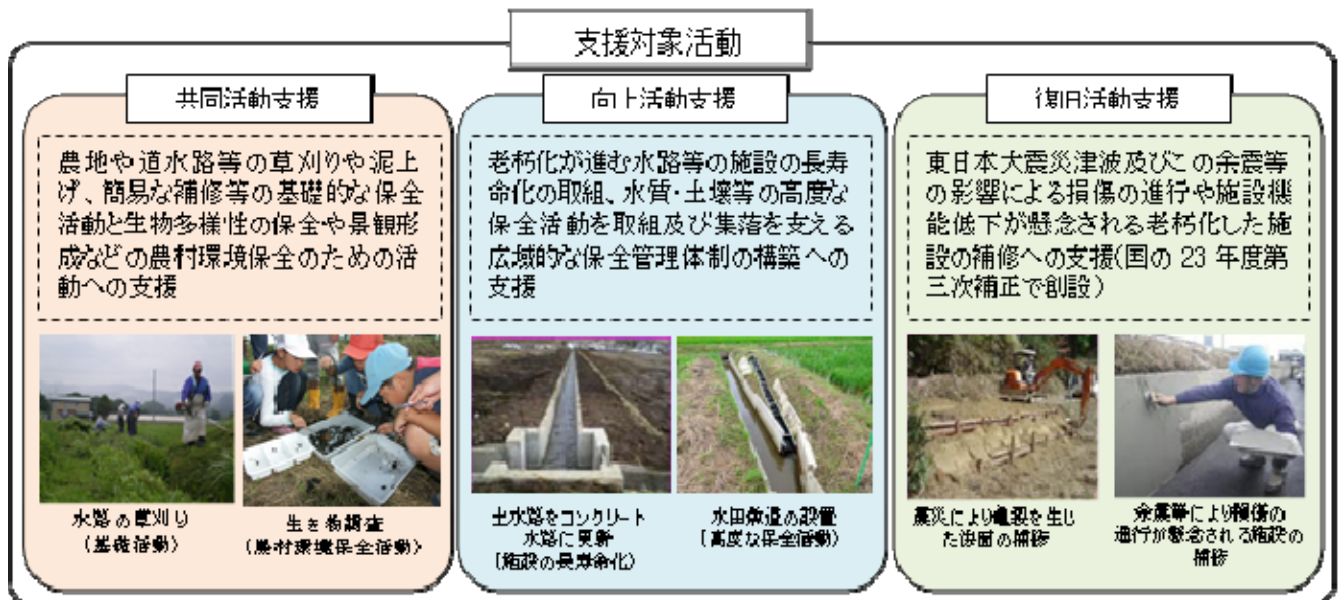 支援対象活動
共同活動支援
農地や道水路等の草刈りや泥上
げ、簡易な補修等の基礎的な保全
活動と生物多様性の保全や景観形
成などの農村環境保全のための活
動への支援
水路の草刈り
(基礎活動)
生き物調査
(農村環境保全活動)
向上活動支援
老朽化が進む水路等の施設の長寿
命化の取組、水質・土壌等の高度な
保全活動を取組及び集落を支える
広域的な保全管理体制の構築への
支援
土水路をコンクリート
水路に更新
(施設の長寿命化)
水田魚道の設置
(高度な保全活動)
復旧活動支援
東日本大震災津波及びこの余震等
の影響による損傷の進行や施設機
能低下が懸念される老朽化した施
設の補修への支援(国の 23 年度第
三次補正で創設)
震災により亀裂を生じ
た法面の補修
余震等により損傷の
進行が懸念される施設の
補修